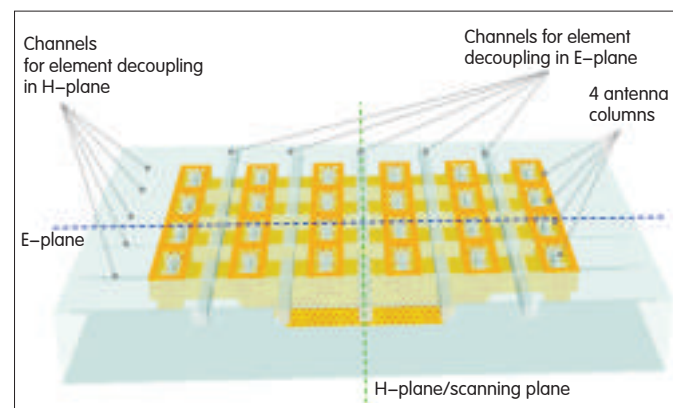 Channels
for element decoupling
in H–plane
Channels for element
decoupling in E–plane
4 antenna
columns
E–plane
H–plane/scanning plane